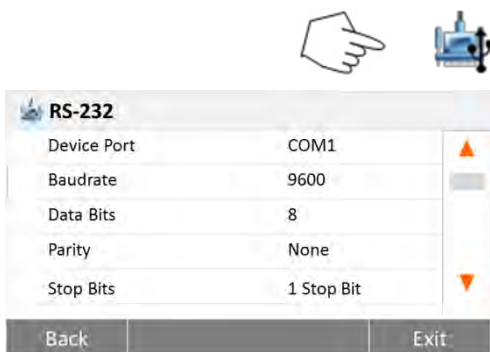 RS-232
Device Port COM1
Baudrate 9600
Data Bits 8
Parity None
Stop Bits 1 Stop Bit
Back Exit